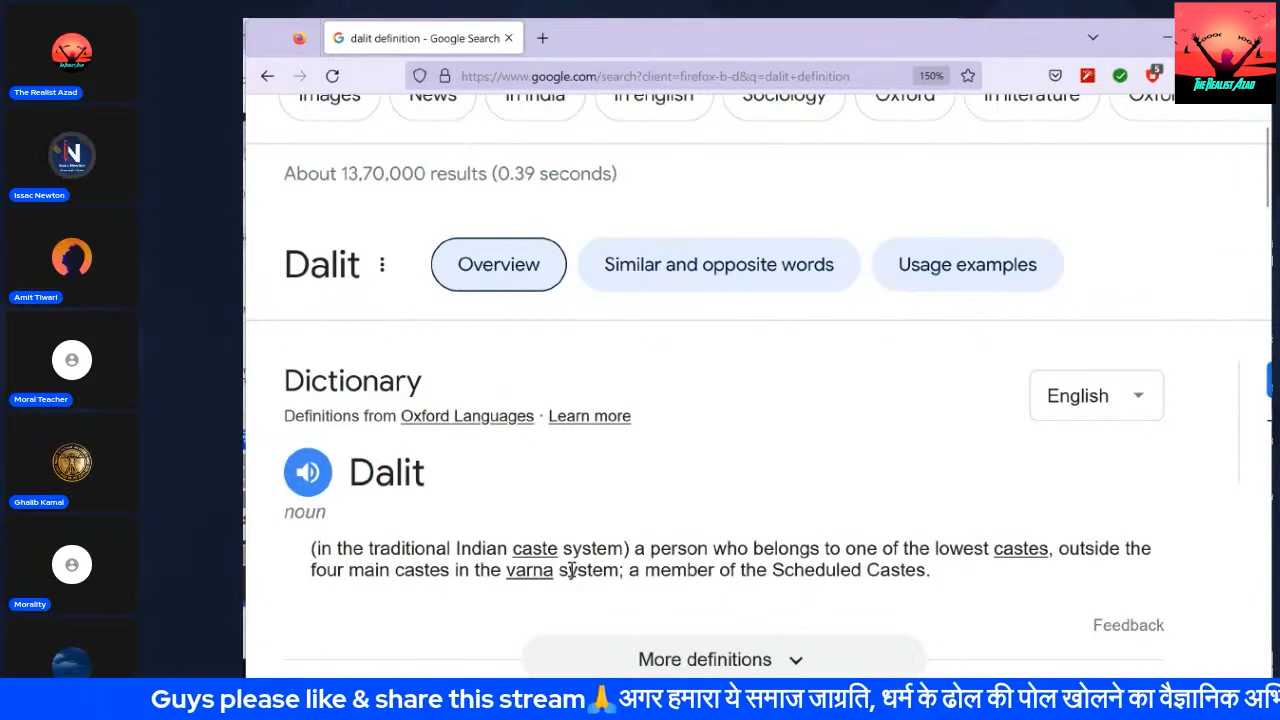 dalit definition - Google Search
https://www.google.com/search?client=firefox-b-d&q=dalit+definition
150%
5
THE REALIST AZAD
Images News In India In english Sociology Oxford In literature
About 13,70,000 results (0.39 seconds)
Dalit Overview Similar and opposite words Usage examples
Dictionary
English
Definitions from Oxford Languages · Learn more
Dalit
noun
(in the traditional Indian caste system) a person who belongs to one of the lowest castes, outside the
four main castes in the varna system; a member of the Scheduled Castes.
Feedback
More definitions
The Realist Azad
Issac Newton
Amit Tiwari
Moral Teacher
Ghalib Kamal
Morality
Guys please like & share this stream🙏अगर हमारा ये समाज जाग्रति, धर्म के ढोल की पोल खोलने का वैज्ञानिक